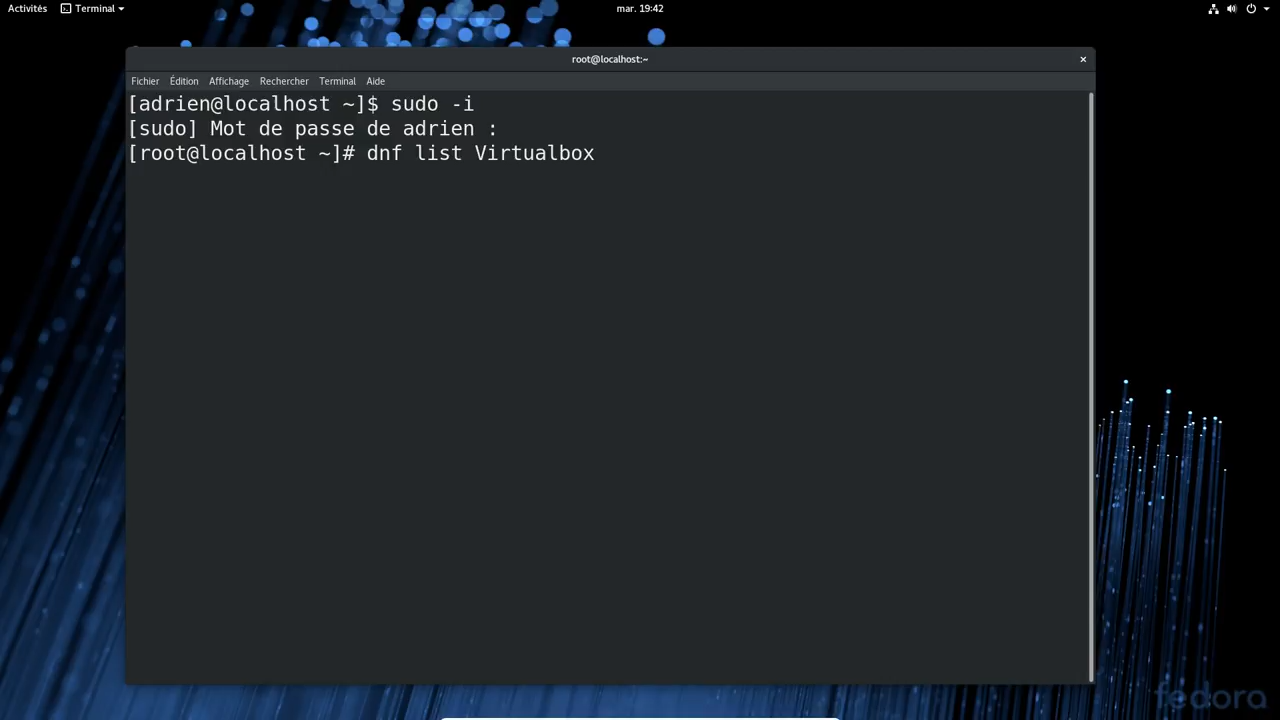 Activités Terminal mar. 19:42
root@localhost:~
Fichier Édition Affichage Rechercher Terminal Aide
[adrien@localhost ~]$ sudo -i
[sudo] Mot de passe de adrien :
[root@localhost ~]# dnf list Virtualbox
fedora